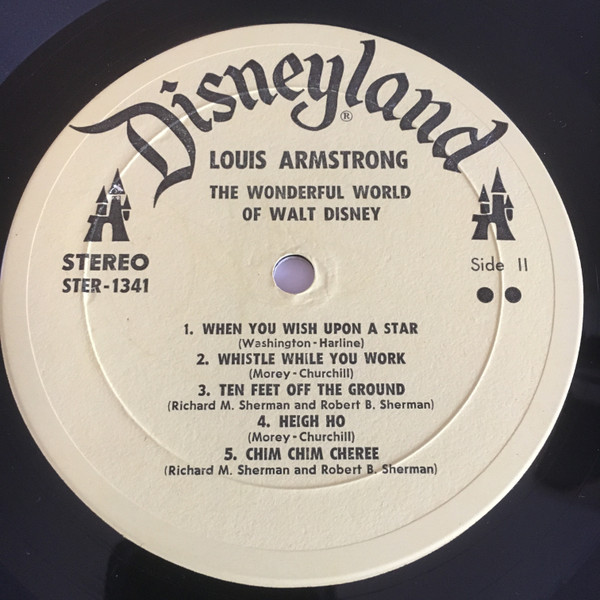 Disneyland
®
LOUIS ARMSTRONG
THE WONDERFUL WORLD
OF WALT DISNEY
STEREO
STER-1341
Side II
1. WHEN YOU WISH UPON A STAR
(Washington - Harline)
2. WHISTLE WHILE YOU WORK
(Morey - Churchill)
3. TEN FEET OFF THE GROUND
(Richard M. Sherman and Robert B. Sherman)
4. HEIGH HO
(Morey - Churchill)
5. CHIM CHIM CHEREE
(Richard M. Sherman and Robert B. Sherman)